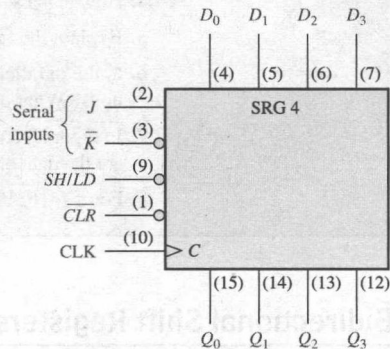 D₀ D₁ D₂ D₃
(4) (5) (6) (7)
SRG 4
Serial inputs
J (2)
K̅ (3)
SH/L̅D̅ (9)
C̅L̅R̅ (1)
CLK (10) C
(15) (14) (13) (12)
Q₀ Q₁ Q₂ Q₃